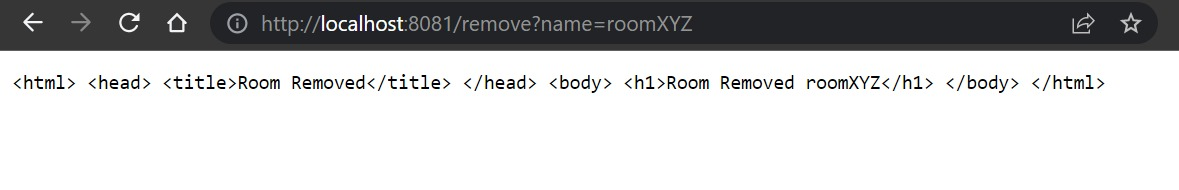 http://localhost:8081/remove?name=roomXYZ
<html> <head> <title>Room Removed</title> </head> <body> <h1>Room Removed roomXYZ</h1> </body> </html>